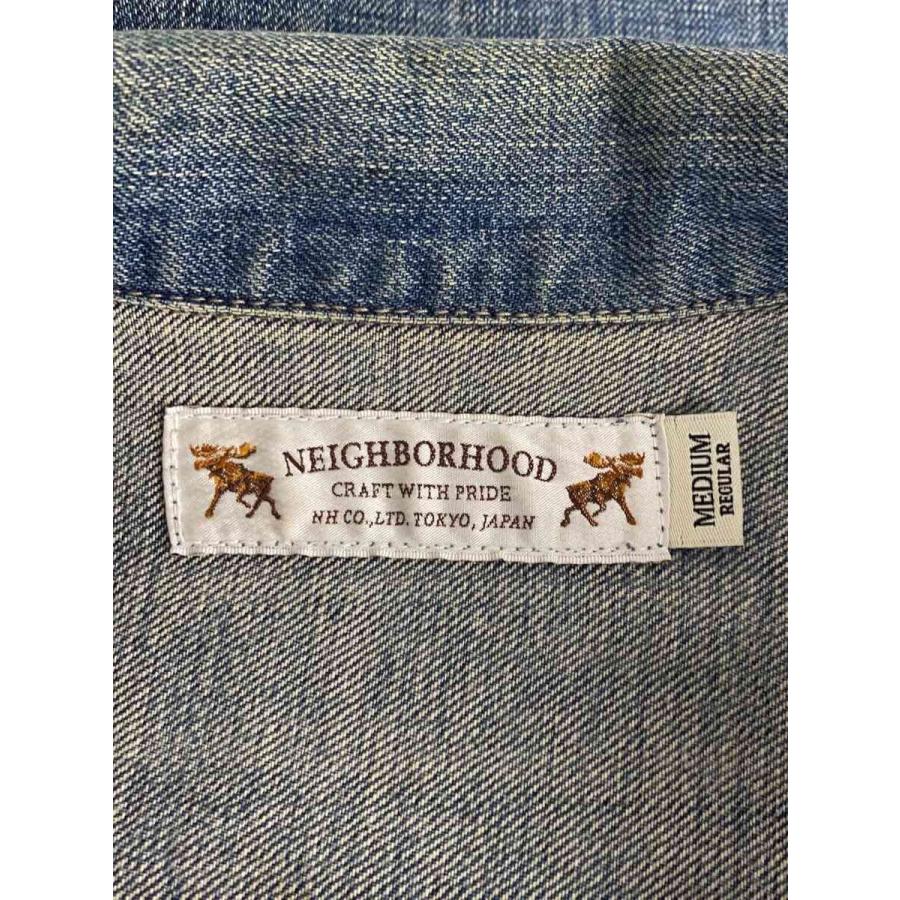 NEIGHBORHOOD
CRAFT WITH PRIDE
NH CO.,LTD. TOKYO, JAPAN
MEDIUM
REGULAR